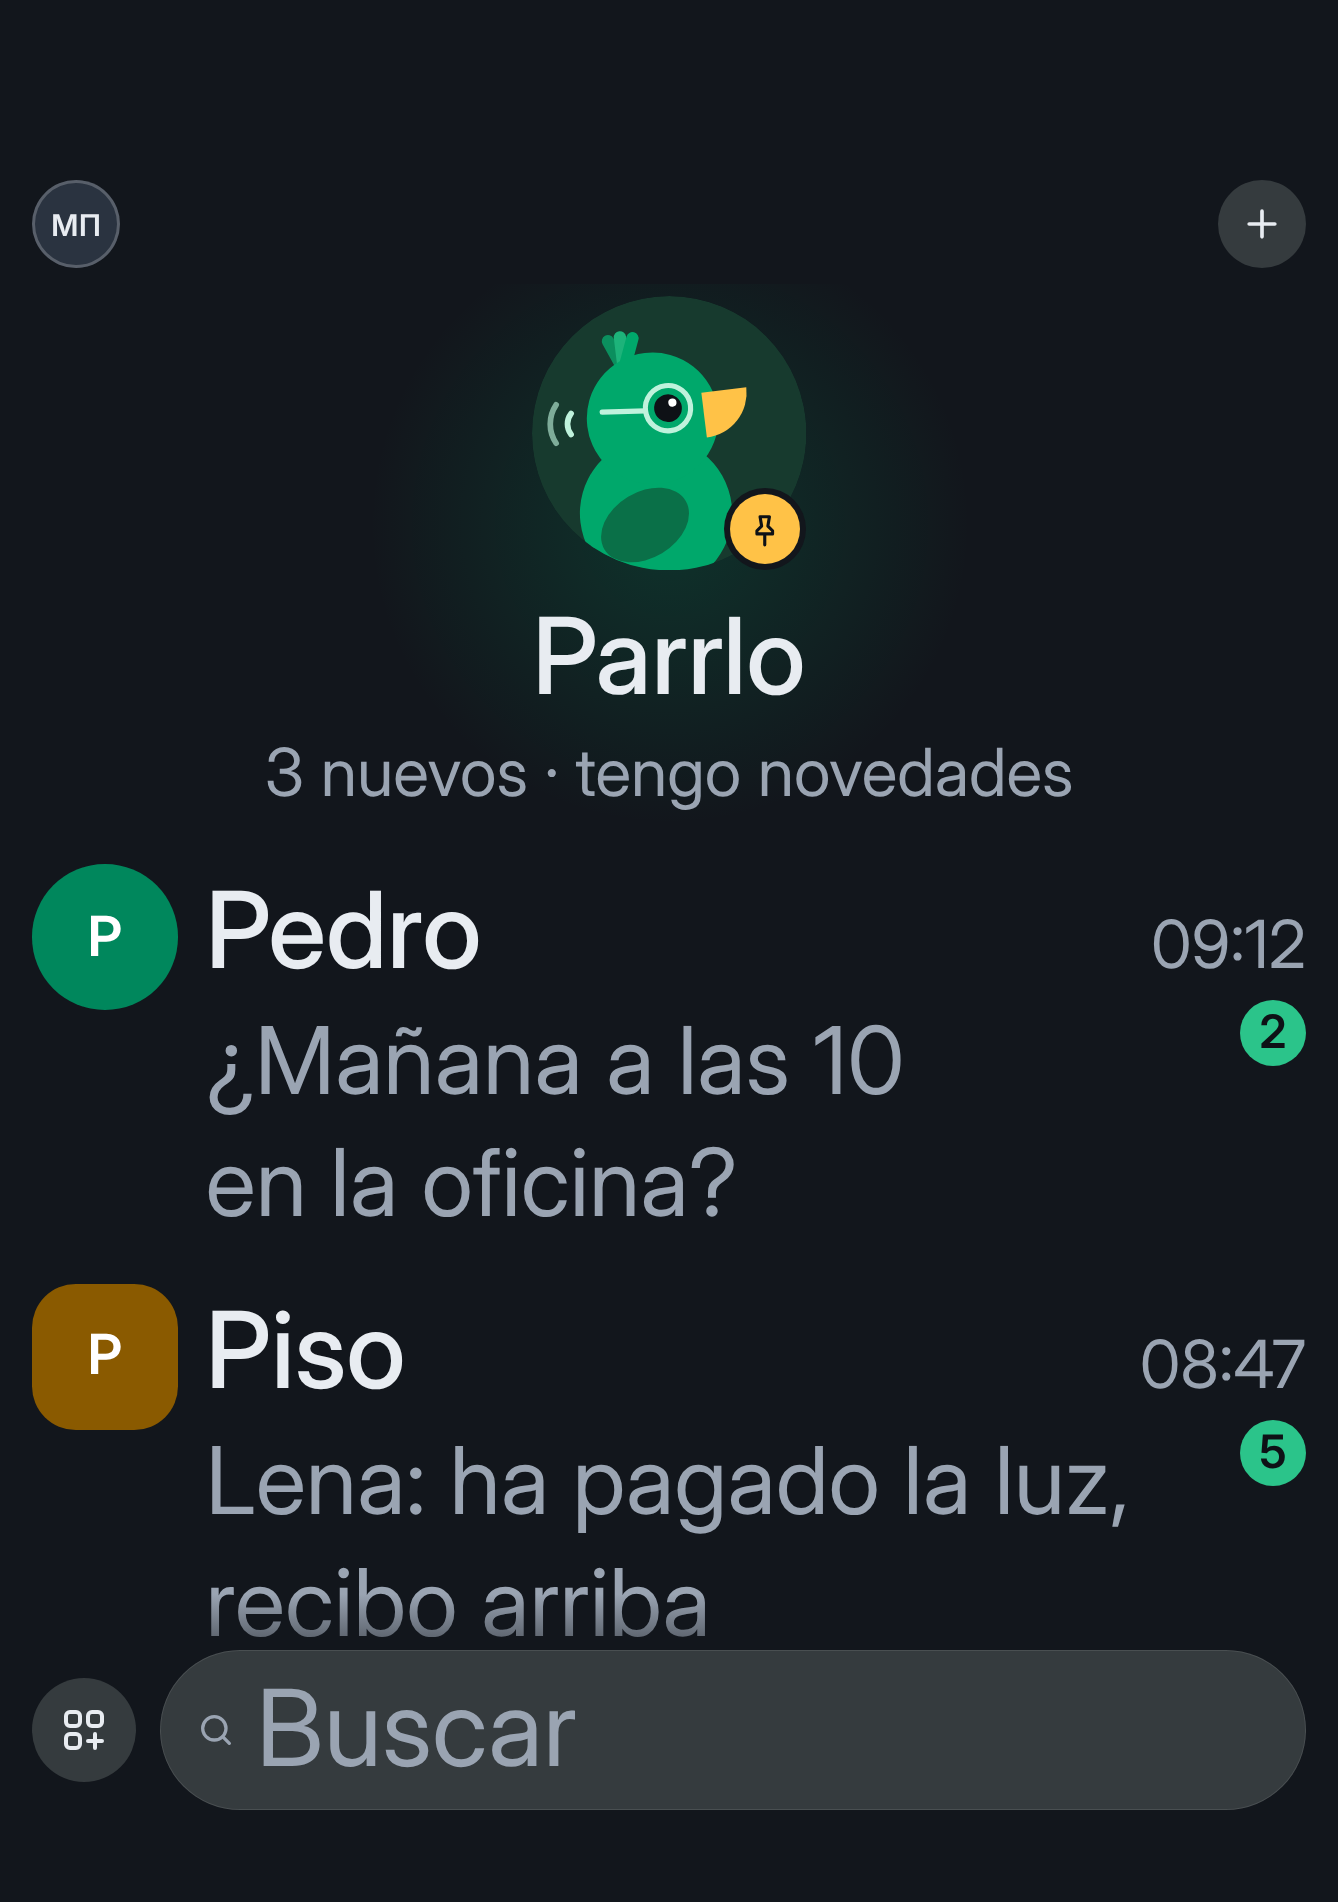 МП
Parrlo
3 nuevos · tengo novedades
P
Pedro
09:12
¿Mañana a las 10
2
en la oficina?
P
Piso
08:47
Lena: ha pagado la luz,
5
recibo arriba
Buscar